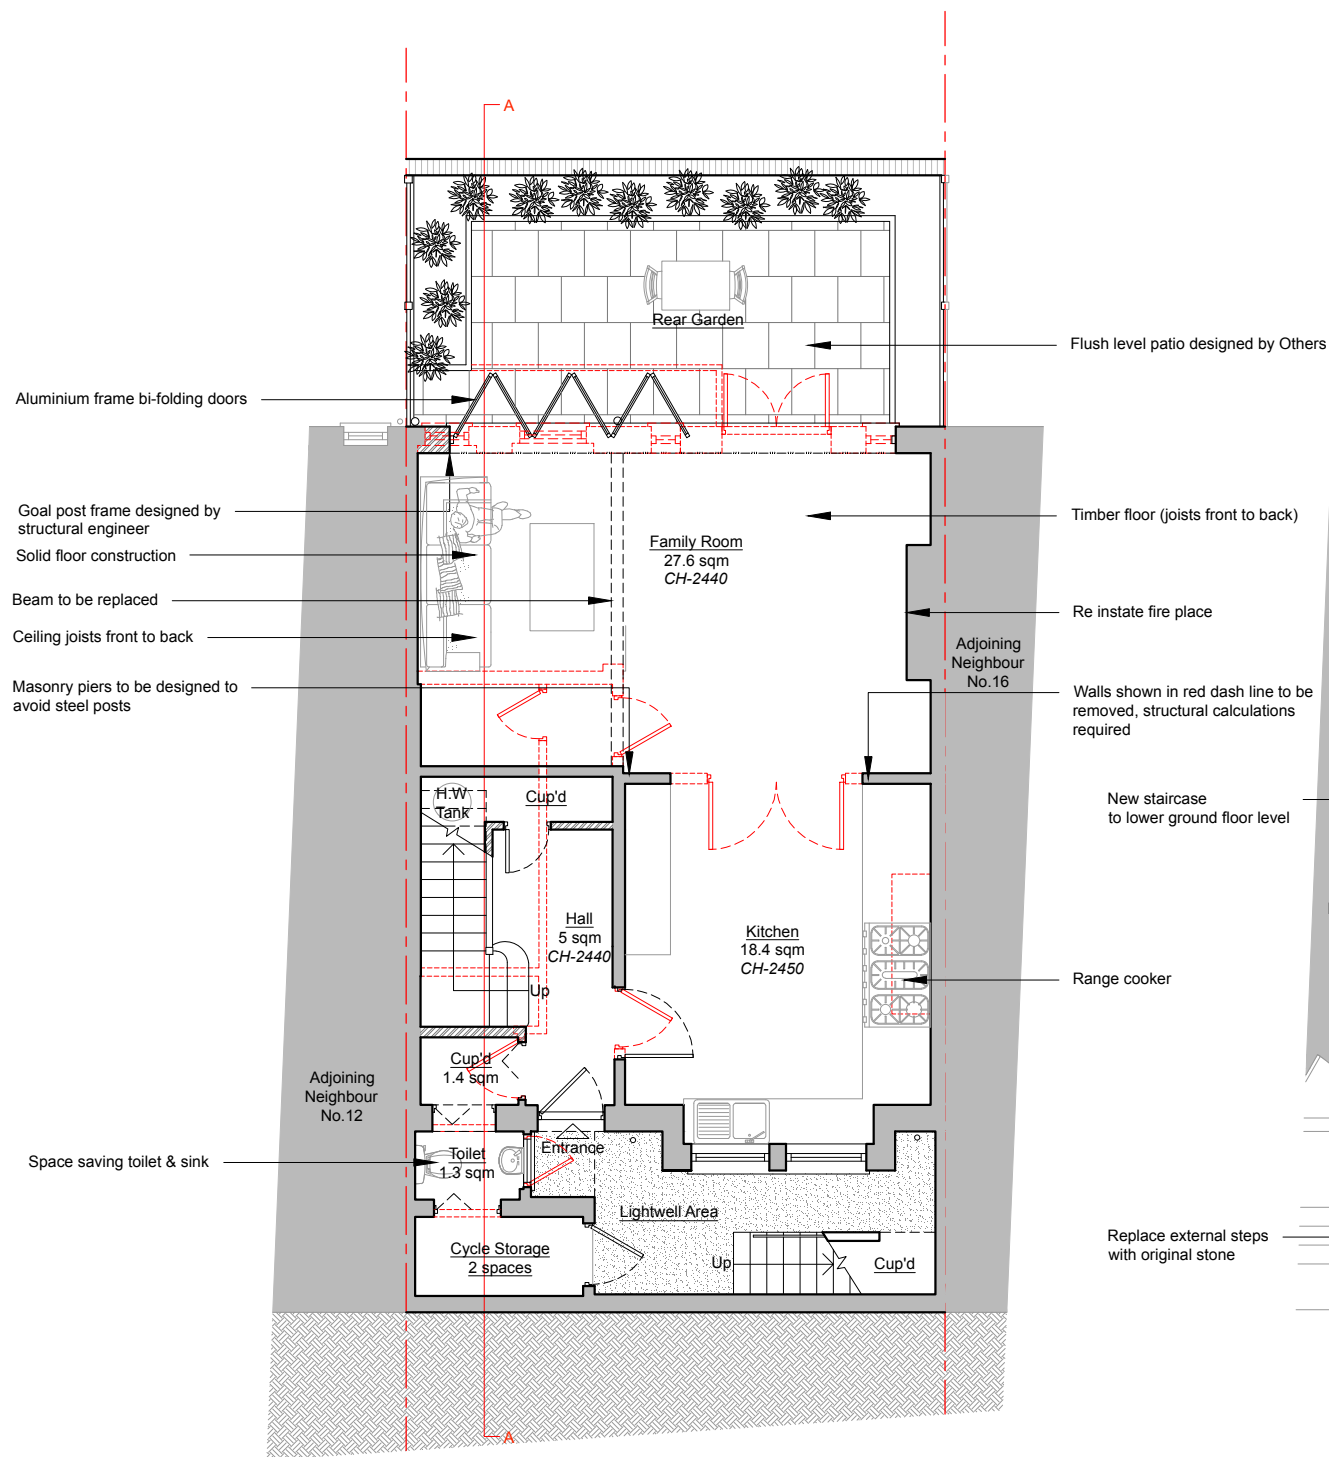 A
Rear Garden
Flush level patio designed by Others
Aluminium frame bi-folding doors
Goal post frame designed by
structural engineer
Solid floor construction
Beam to be replaced
Ceiling joists front to back
Masonry piers to be designed to
avoid steel posts
Family Room
27.6 sqm
CH-2440
Timber floor (joists front to back)
Re instate fire place
Adjoining
Neighbour
No.16
Walls shown in red dash line to be
removed, structural calculations
required
New staircase
to lower ground floor level
H.W
Tank
Cup'd
Hall
5 sqm
CH-2440
Up
Kitchen
18.4 sqm
CH-2450
Range cooker
Cup'd
1.4 sqm
Adjoining
Neighbour
No.12
Entrance
Toilet
1.3 sqm
Space saving toilet & sink
Lightwell Area
Cycle Storage
2 spaces
Up
Cup'd
Replace external steps
with original stone
A